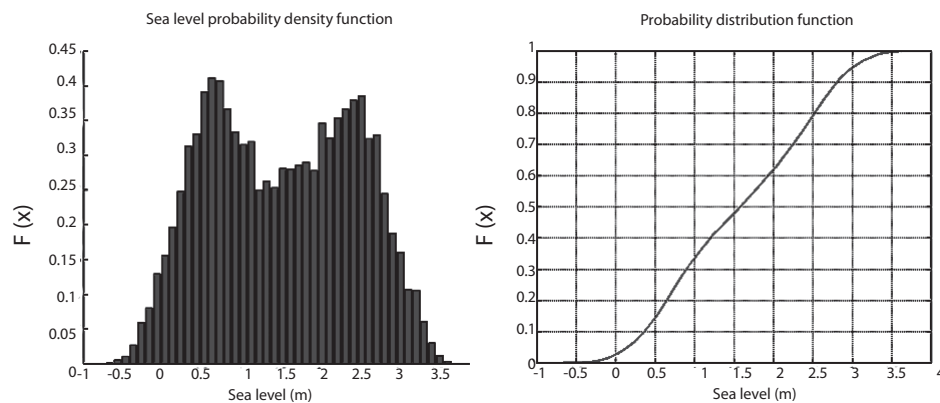 Sea level probability density function
0.45
0.4
0.35
0.3
0.25
0.2
0.15
0.1
0.05
0
F (x)
-1 -0.5 0 0.5 1 1.5 2 2.5 3 3.5
Sea level (m)
Probability distribution function
1
0.9
0.8
0.7
0.6
0.5
0.4
0.3
0.2
0.1
0
F (x)
-1 -0.5 0 0.5 1 1.5 2 2.5 3 3.5 4
Sea level (m)